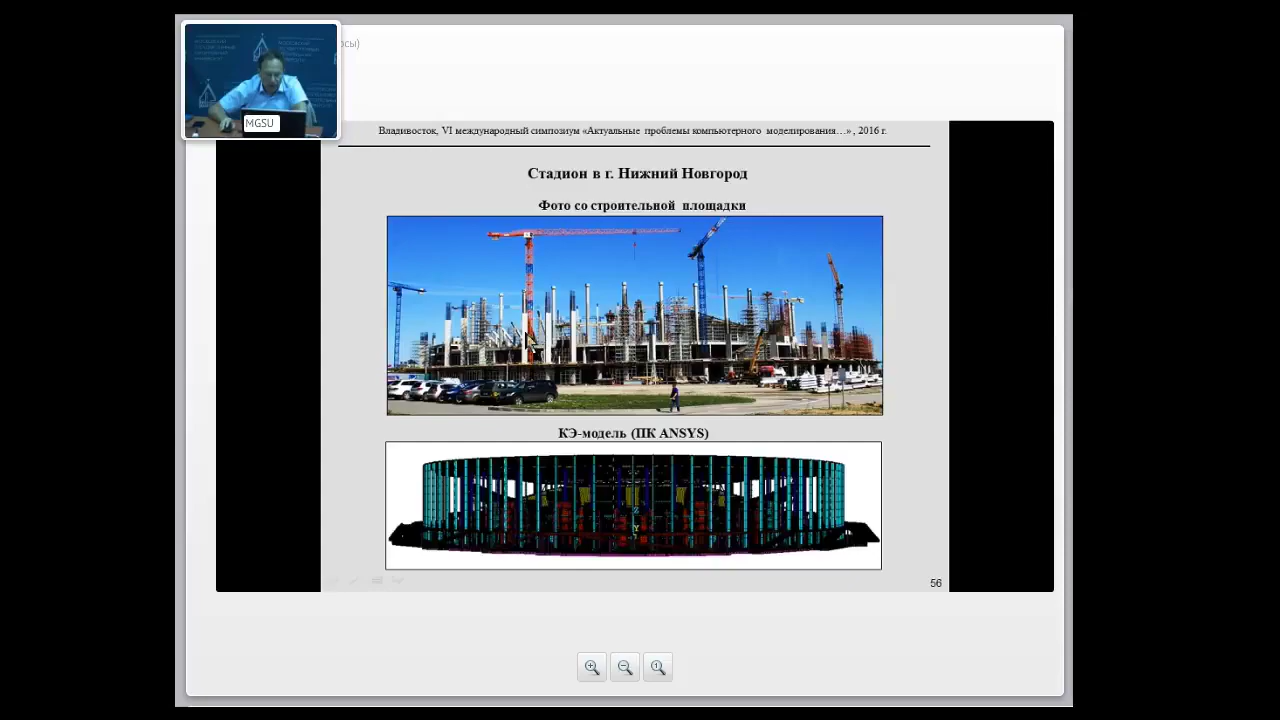 осы)
MGSU
Владивосток, VI международный симпозиум «Актуальные проблемы компьютерного моделирования…», 2016 г.
Стадион в г. Нижний Новгород
Фото со строительной площадки
КЭ-модель (ПК ANSYS)
Z
Y
56